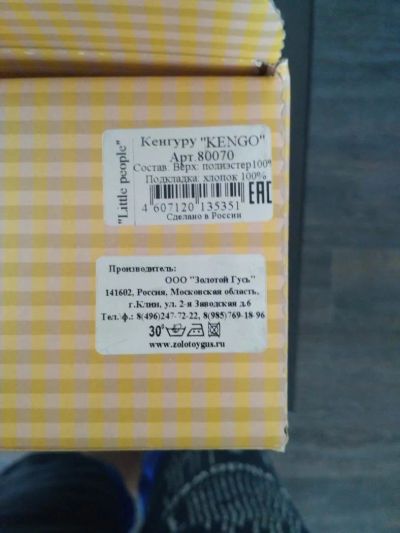 "Little people"
Кенгуру "KENGO"
Арт.80070
Состав: Верх: полиэстер100%
Подкладка: хлопок 100%
4 607120 135351
EAC
Сделано в России
Производитель:
ООО "Золотой Гусь"
141602, Россия, Московская область,
г.Клин, ул. 2-я Заводская д.6
Тел. ф.: 8(496)247-72-22, 8(985)769-18-96
30°
www.zolotoygus.ru